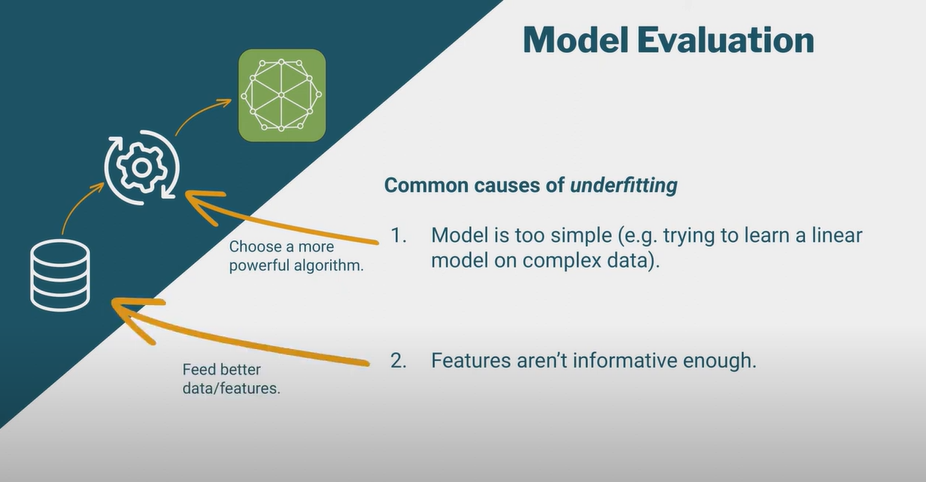 Model Evaluation
Common causes of underfitting
1. Model is too simple (e.g. trying to learn a linear
model on complex data).
Choose a more
powerful algorithm.
2. Features aren’t informative enough.
Feed better
data/features.